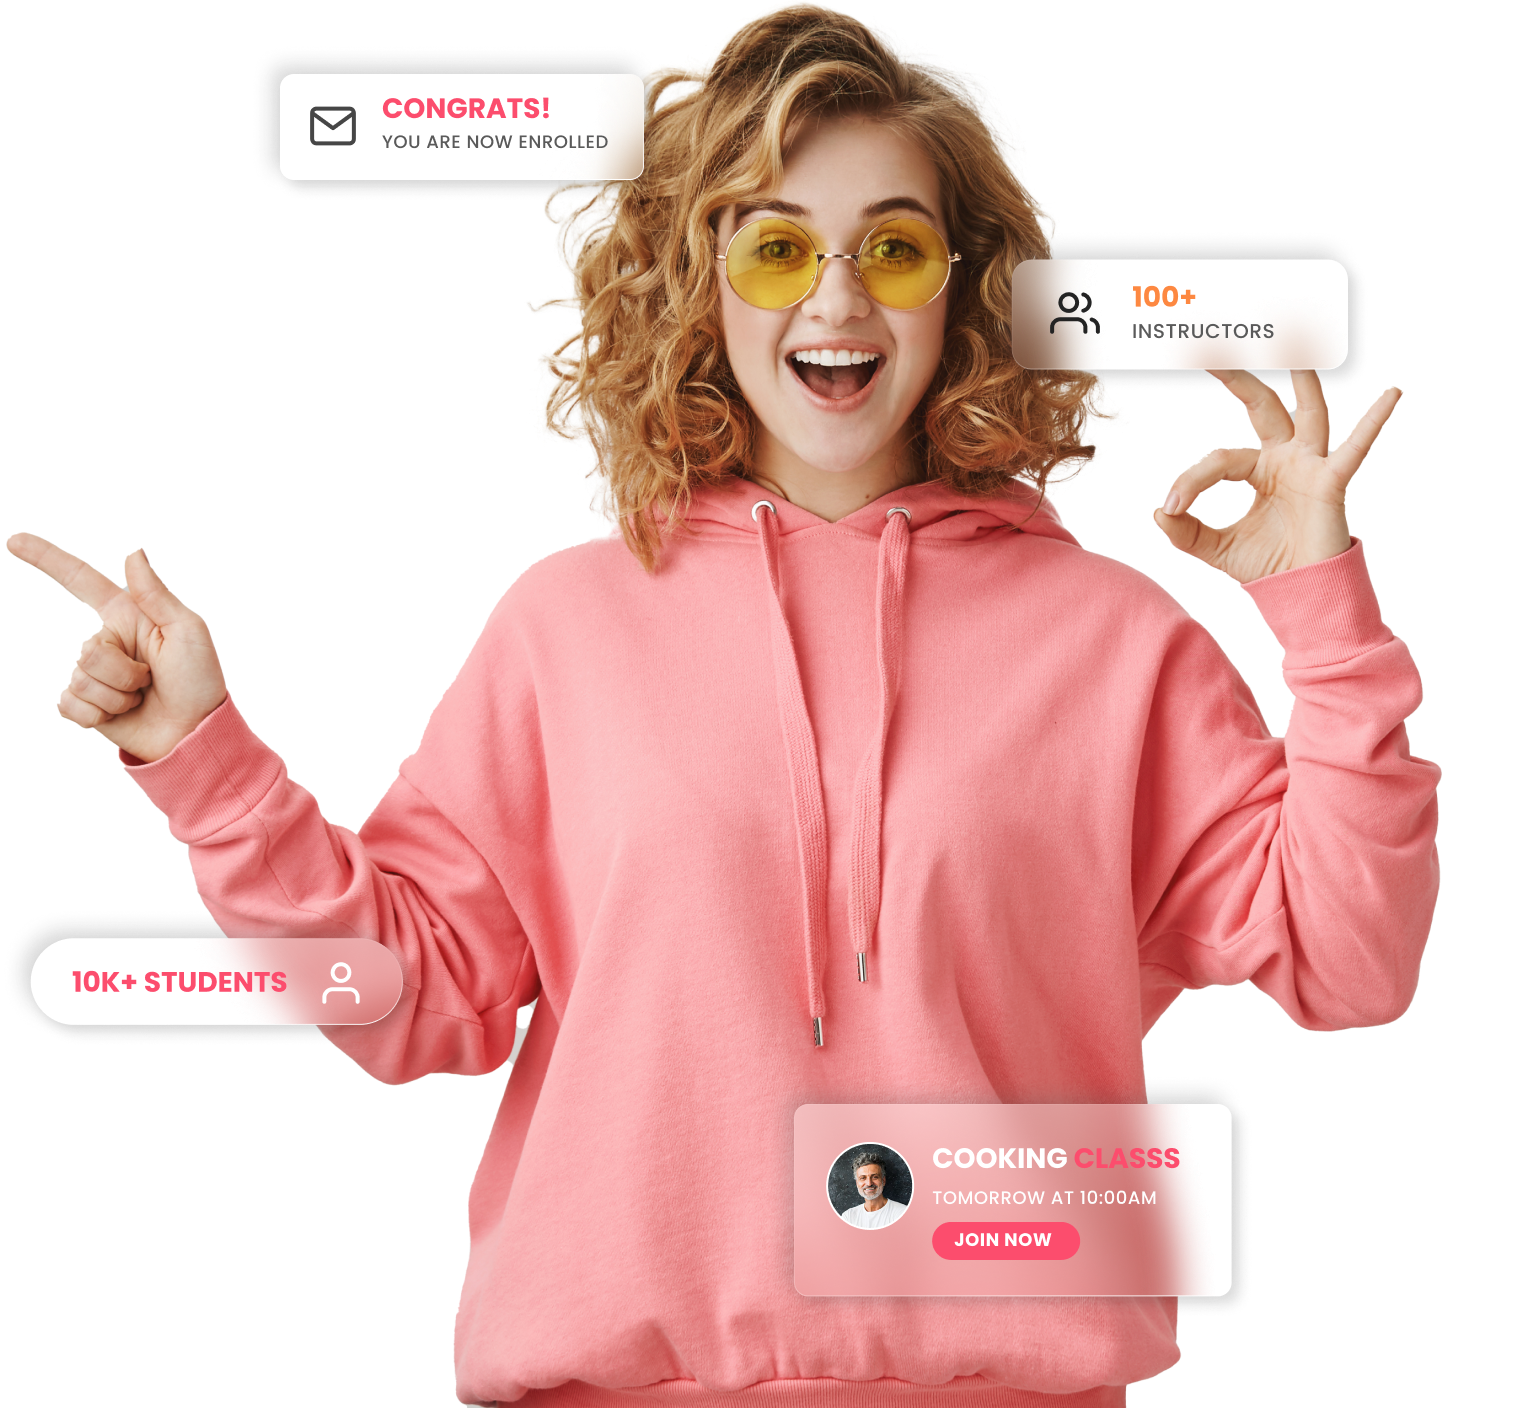 CONGRATS!
YOU ARE NOW ENROLLED
100+
INSTRUCTORS
10K+ STUDENTS
COOKING CLASSS
TOMORROW AT 10:00AM
JOIN NOW